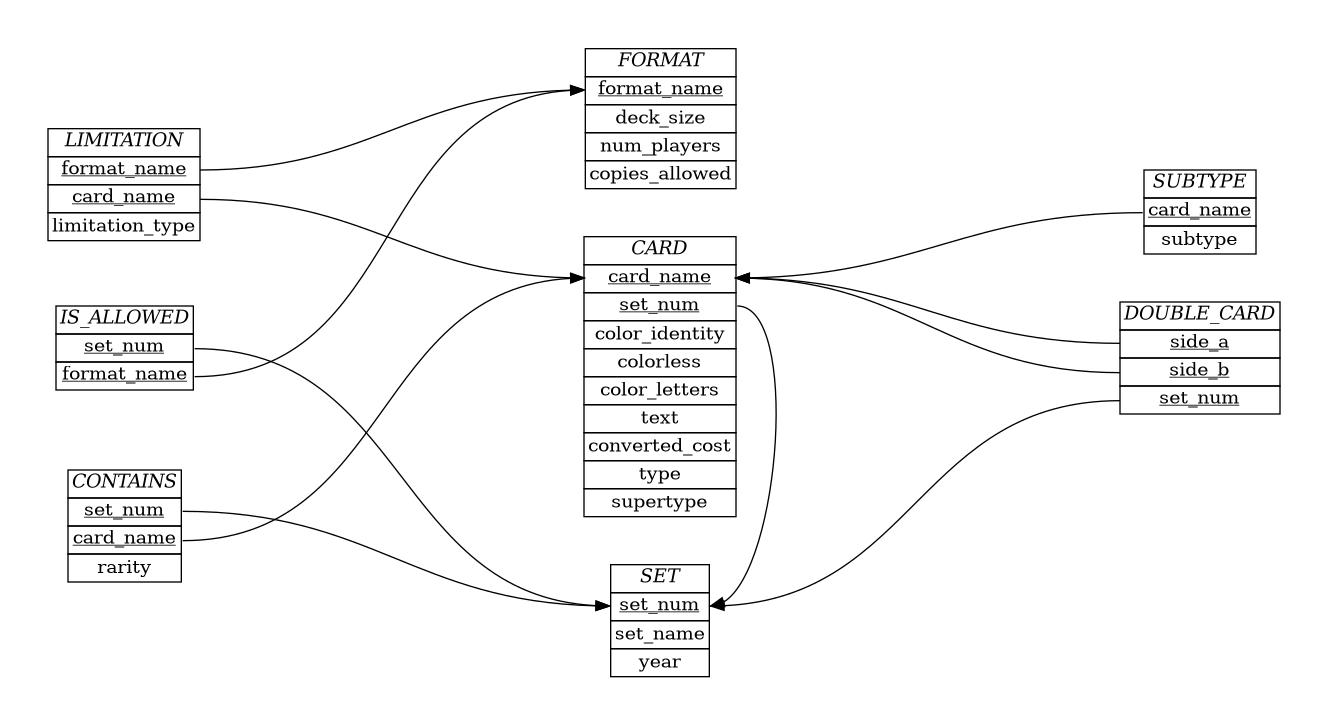 FORMAT
format_name
deck_size
num_players
copies_allowed
LIMITATION
format_name
card_name
limitation_type
SUBTYPE
card_name
subtype
CARD
card_name
set_num
color_identity
colorless
color_letters
text
converted_cost
type
supertype
IS_ALLOWED
set_num
format_name
DOUBLE_CARD
side_a
side_b
set_num
CONTAINS
set_num
card_name
rarity
SET
set_num
set_name
year